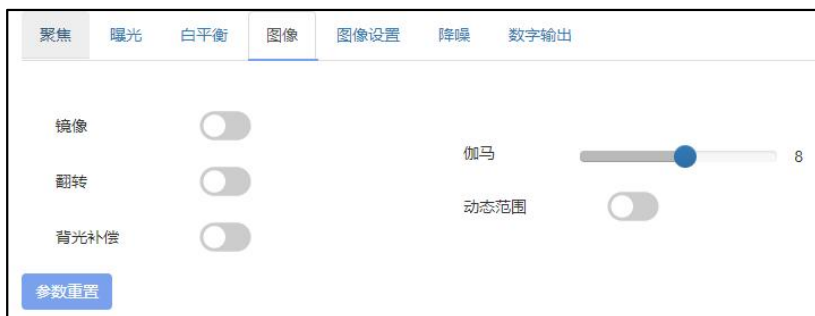 聚焦 曝光 白平衡 图像 图像设置 降噪 数字输出
镜像
伽马 8
翻转
动态范围
背光补偿
参数重置